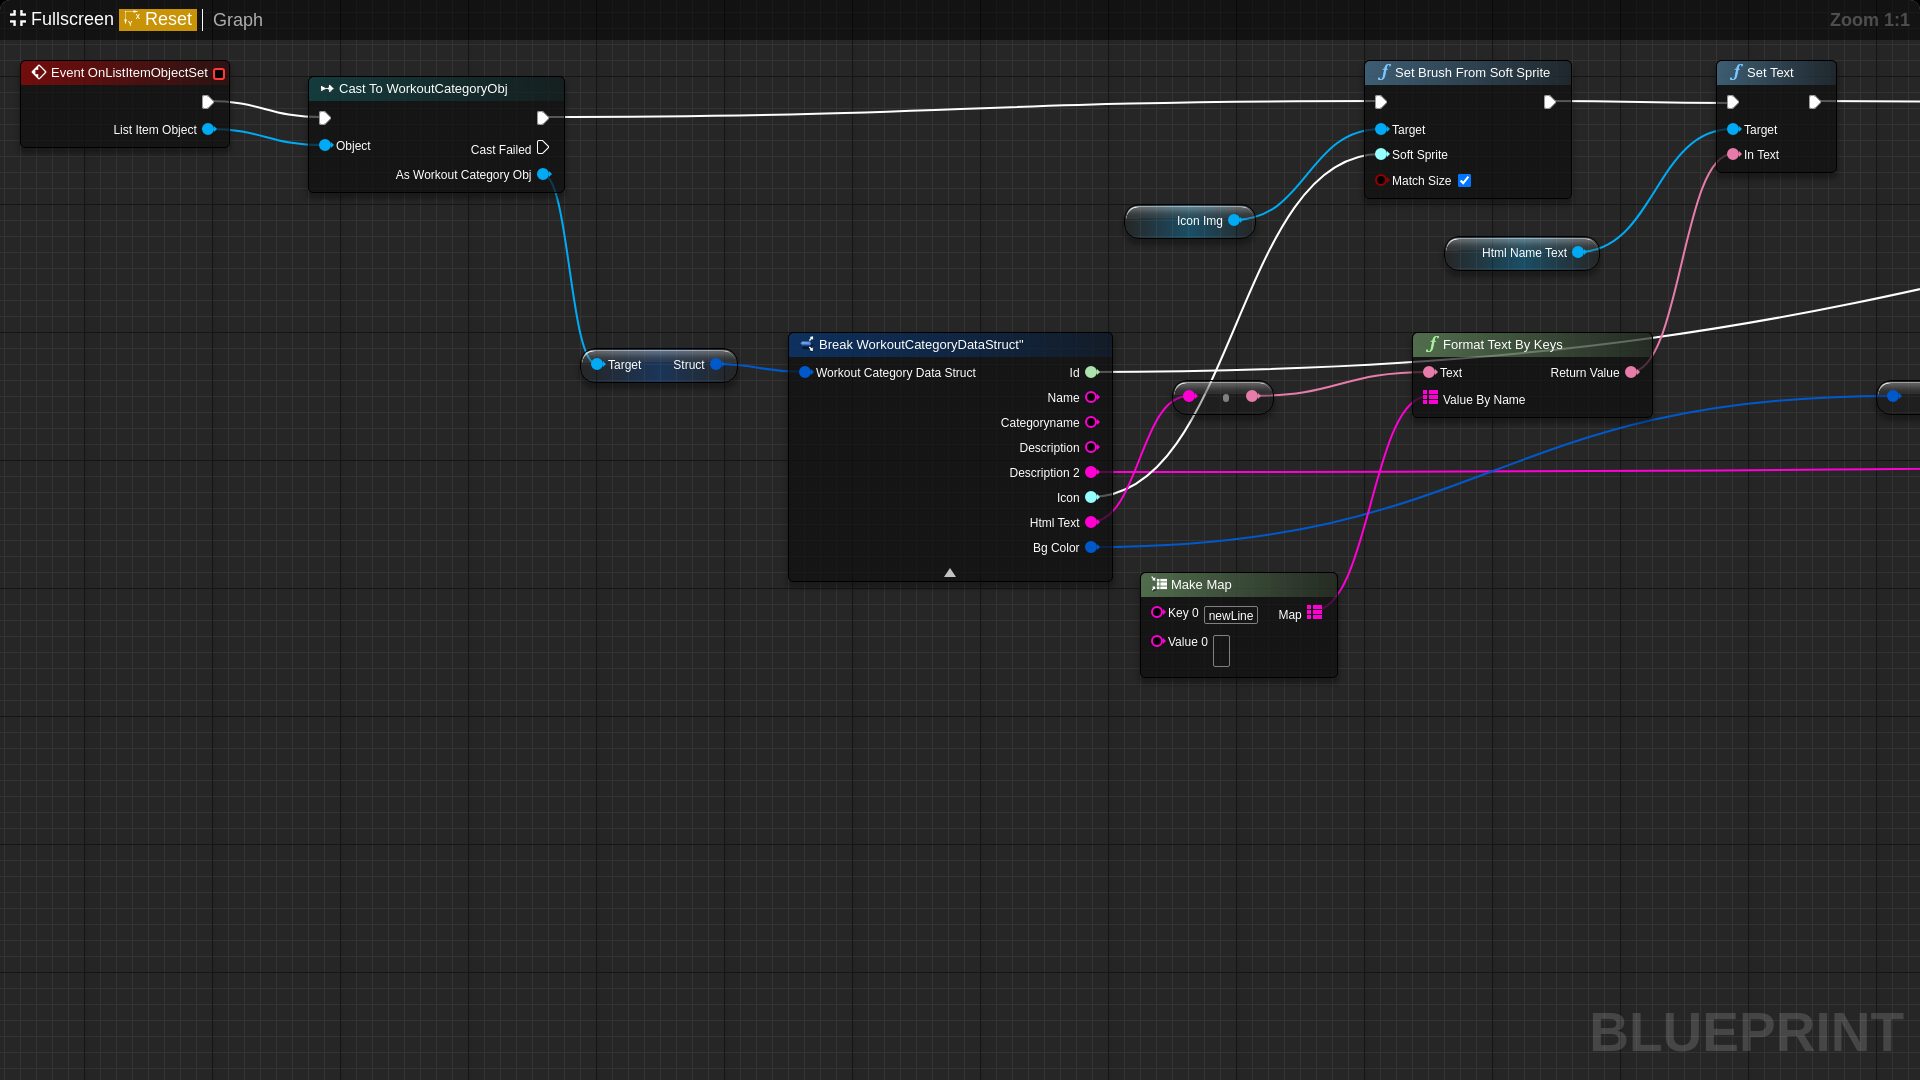 Fullscreen Reset Graph
Zoom 1:1
Event OnListItemObjectSet
List Item Object
Cast To WorkoutCategoryObj
Object
Cast Failed
As Workout Category Obj
Set Brush From Soft Sprite
Target
Soft Sprite
Match Size
Set Text
Target
In Text
Icon Img
Html Name Text
Target Struct
Break WorkoutCategoryDataStruct"
Workout Category Data Struct Id
Name
Categoryname
Description
Description 2
Icon
Html Text
Bg Color
Format Text By Keys
Text Return Value
Value By Name
Make Map
Key 0 newLine Map
Value 0
BLUEPRINT